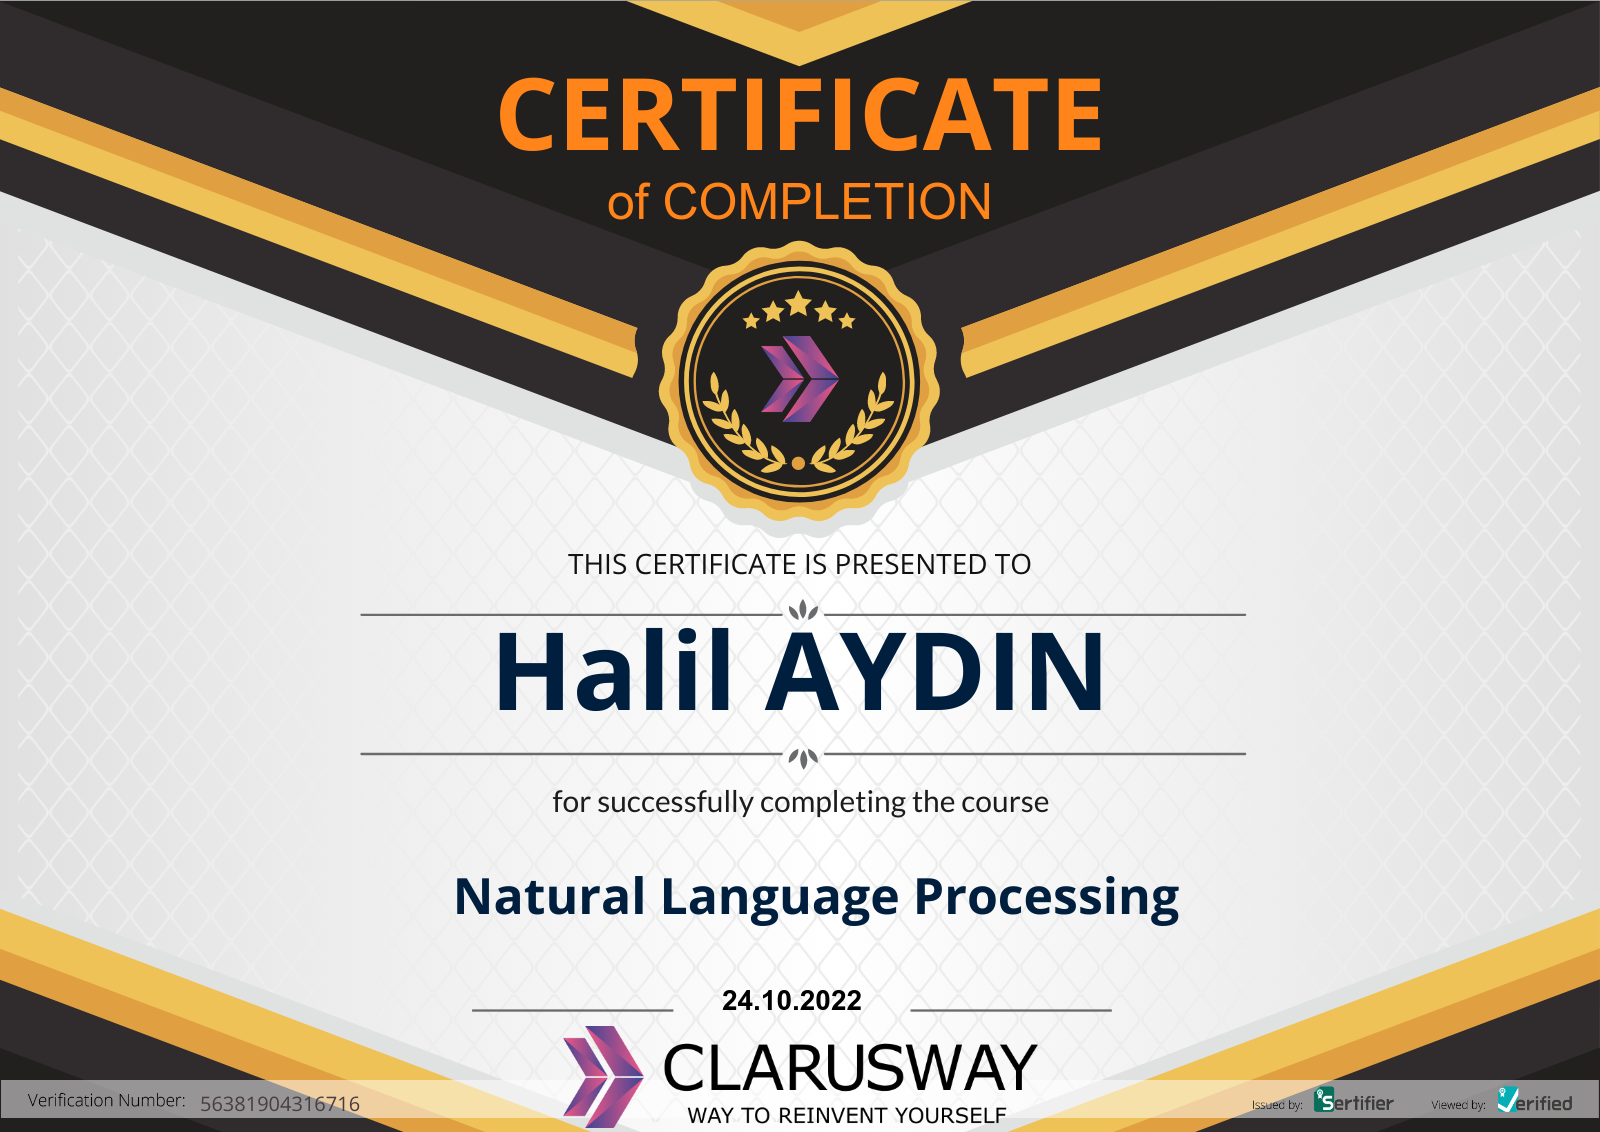 CERTIFICATE
of COMPLETION
THIS CERTIFICATE IS PRESENTED TO
Halil AYDIN
for successfully completing the course
Natural Language Processing
24.10.2022
CLARUSWAY
WAY TO REINVENT YOURSELF
Verification Number: 56381904316716
Issued by: Sertifier
Viewed by: Verified